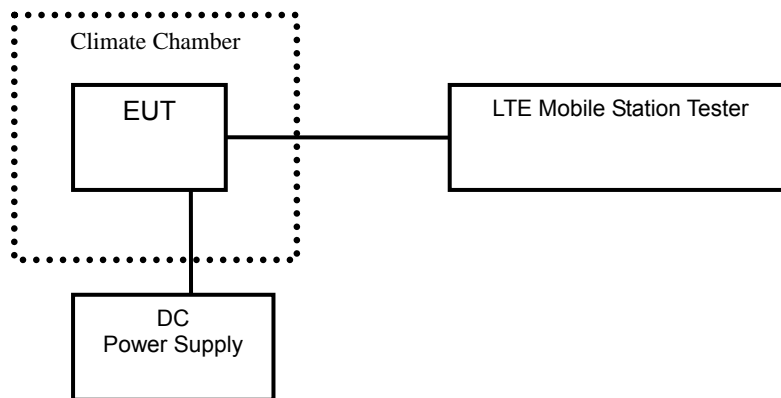 Climate Chamber
EUT
LTE Mobile Station Tester
DC
Power Supply